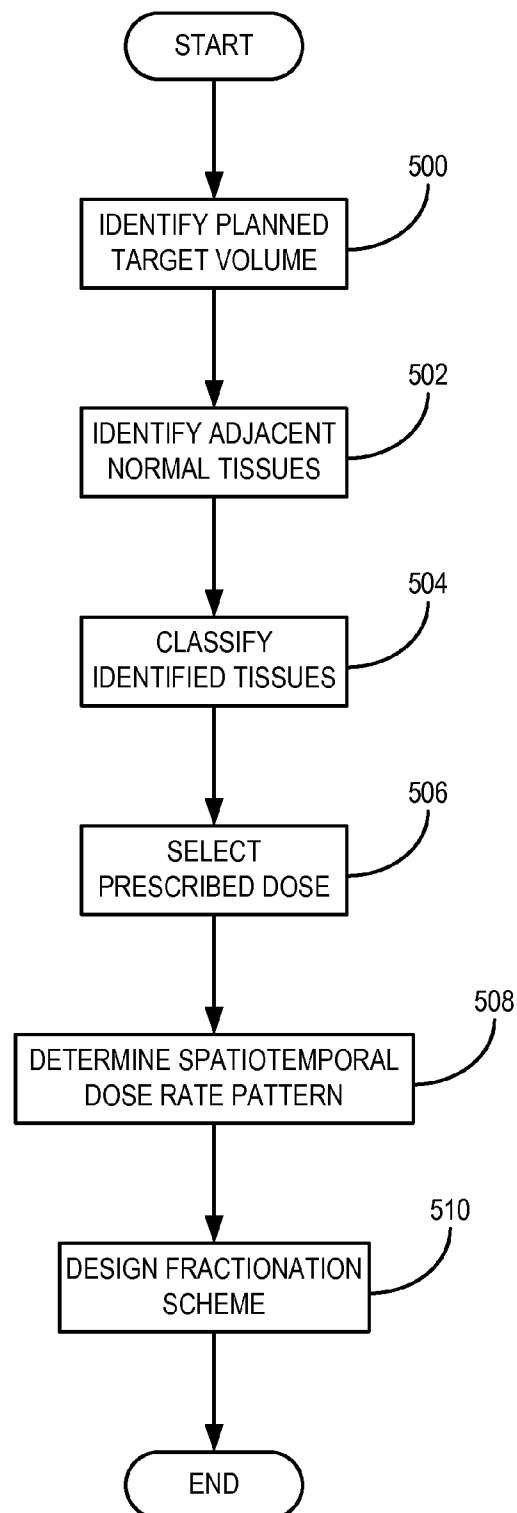 START
500
IDENTIFY PLANNED
TARGET VOLUME
502
IDENTIFY ADJACENT
NORMAL TISSUES
504
CLASSIFY
IDENTIFIED TISSUES
506
SELECT
PRESCRIBED DOSE
508
DETERMINE SPATIOTEMPORAL
DOSE RATE PATTERN
510
DESIGN FRACTIONATION
SCHEME
END